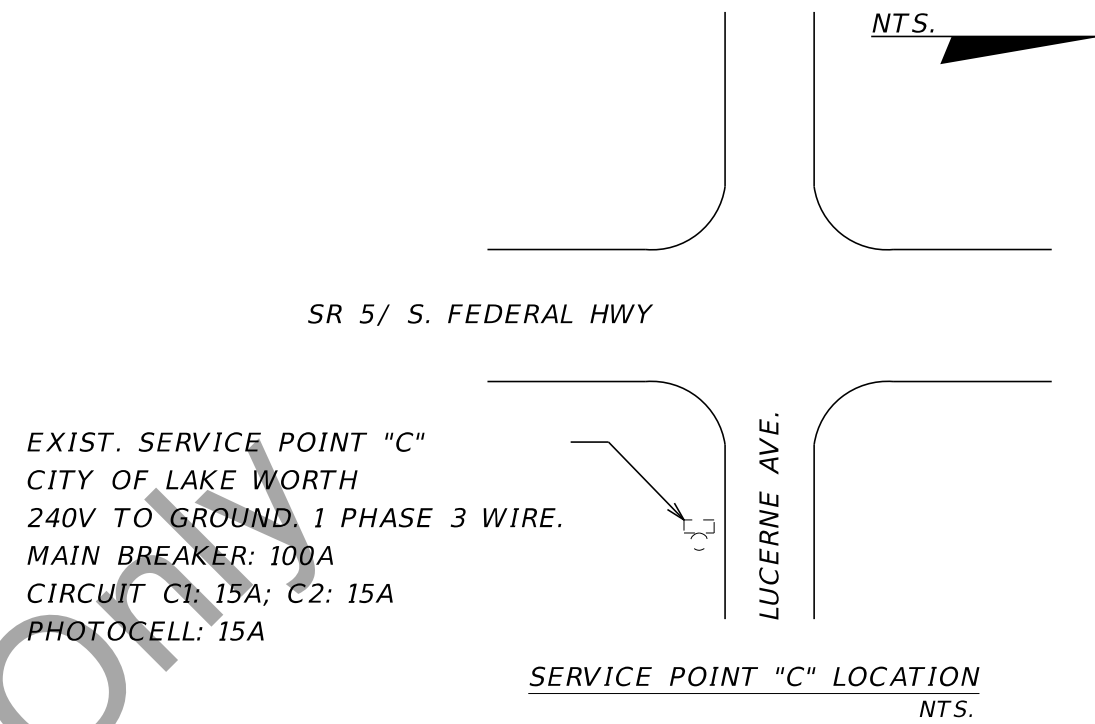 NTS.
SR 5/ S. FEDERAL HWY
EXIST. SERVICE POINT "C"
CITY OF LAKE WORTH
240V TO GROUND. 1 PHASE 3 WIRE.
MAIN BREAKER: 100A
CIRCUIT C1: 15A; C2: 15A
PHOTOCELL: 15A
LUCERNE AVE.
SERVICE POINT "C" LOCATION
NTS.
Only